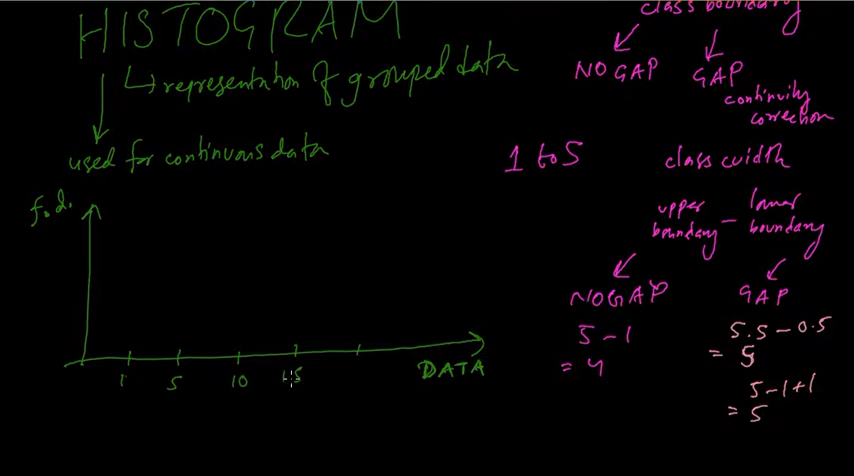 HISTOGRAM
representation of grouped data
used for continuous data
f.d.
1 5 10 15
DATA
class boundary
NO GAP GAP
continuity
correction
1 to 5 class width
upper
boundary - lower
boundary
NO GAP GAP
5 - 1
= 4
5.5 - 0.5
= 5
5 - 1 + 1
= 5